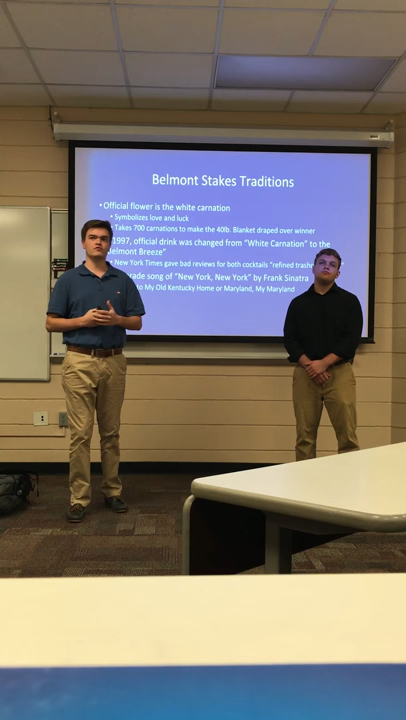 Belmont Stakes Traditions
•Official flower is the white carnation
• Symbolizes love and luck
• Takes 700 carnations to make the 40lb. Blanket draped over winner
1997, official drink was changed from "White Carnation" to the
elmont Breeze"
• New York Times gave bad reviews for both cocktails "refined trash
rade song of "New York, New York" by Frank Sinatra
to My Old Kentucky Home or Maryland, My Maryland